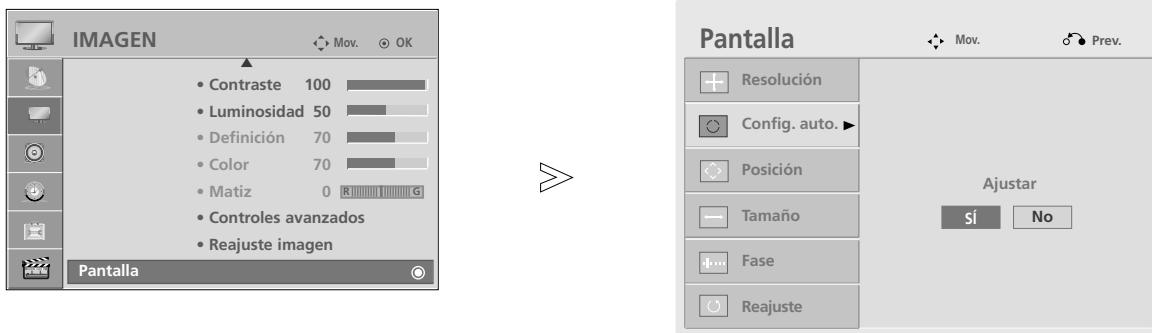 IMAGEN Mov. OK
• Contraste 100
• Luminosidad 50
• Definición 70
• Color 70
• Matiz 0 R G
• Controles avanzados
• Reajuste imagen
Pantalla
Pantalla Mov. Prev.
Resolución
Config. auto.
Posición
Tamaño
Fase
Reajuste
Ajustar
SÍ No